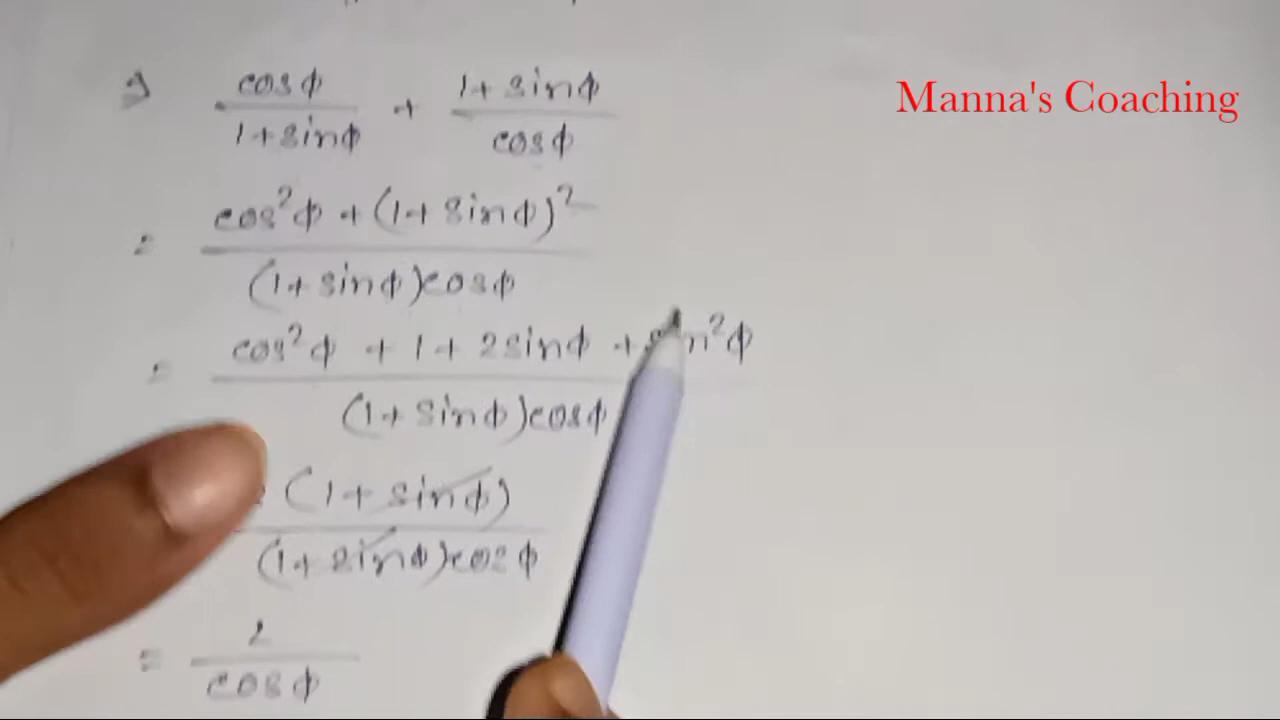 ⇒ cosφ/1+sinφ + 1+sinφ/cosφ
Manna's Coaching
= cos²φ+(1+sinφ)²/(1+sinφ)cosφ
= cos²φ + 1 + 2sinφ + sin²φ/(1+sinφ)cosφ
(1+sinφ)/(1+sinφ)cosφ
= 2/cosφ